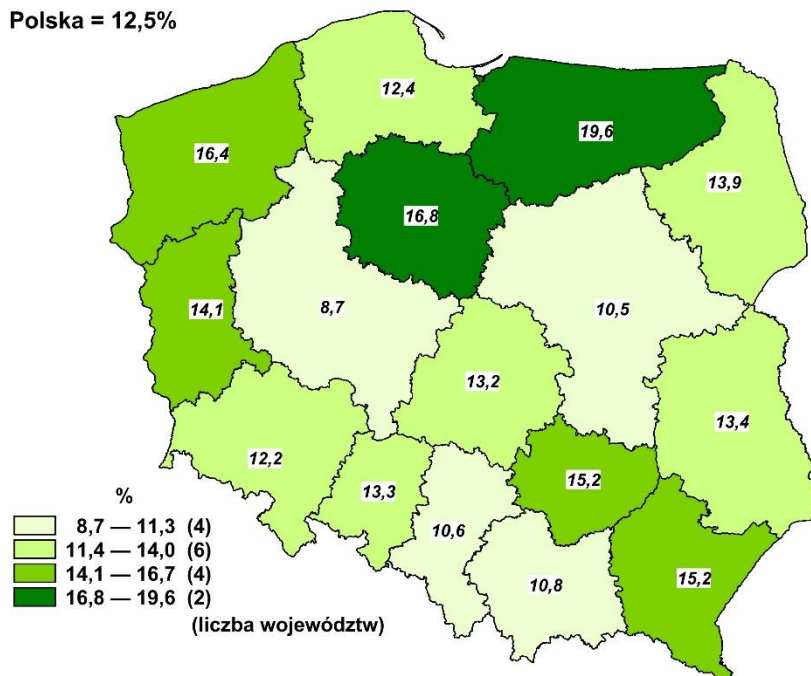 Polska = 12,5%
12,4
19,6
16,4
13,9
16,8
14,1
8,7
10,5
13,2
13,4
12,2
13,3
15,2
10,6
10,8
15,2
%
8,7 — 11,3 (4)
11,4 — 14,0 (6)
14,1 — 16,7 (4)
16,8 — 19,6 (2)
(liczba województw)